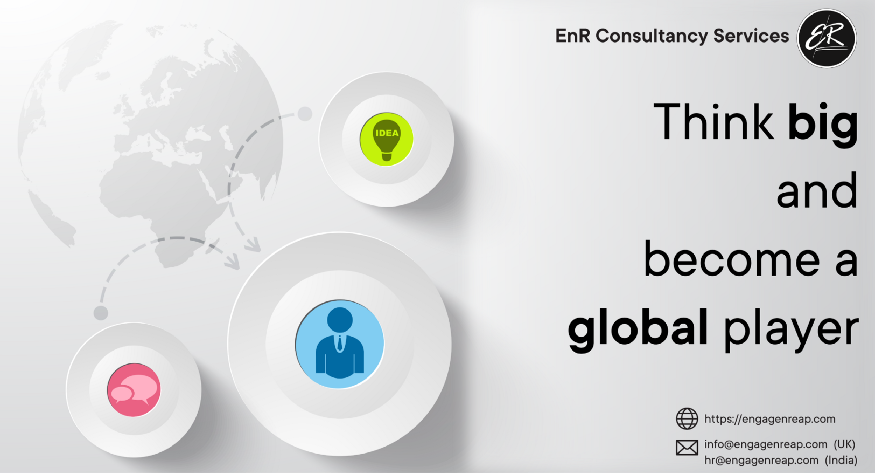 EnR Consultancy Services
ER
IDEA
Think big
and
become a
global player
https://engagenreap.com
info@engagenreap.com (UK)
hr@engagenreap.com (India)